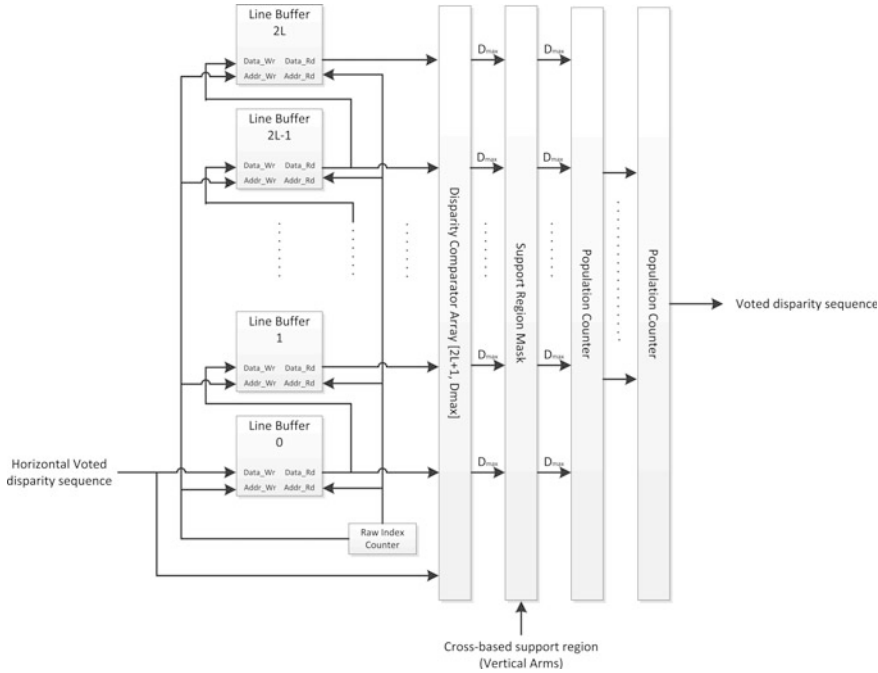 Line Buffer
2L
Data_Wr Data_Rd
Addr_Wr Addr_Rd
Line Buffer
2L-1
Data_Wr Data_Rd
Addr_Wr Addr_Rd
Line Buffer
1
Data_Wr Data_Rd
Addr_Wr Addr_Rd
Line Buffer
0
Data_Wr Data_Rd
Addr_Wr Addr_Rd
Horizontal Voted
disparity sequence
Raw Index
Counter
Disparity Comparator Array [2L+1, Dmax]
Dmax
Dmax
Dmax
Dmax
Support Region Mask
Dmax
Dmax
Dmax
Dmax
Population Counter
Population Counter
Voted disparity sequence
Cross-based support region
(Vertical Arms)